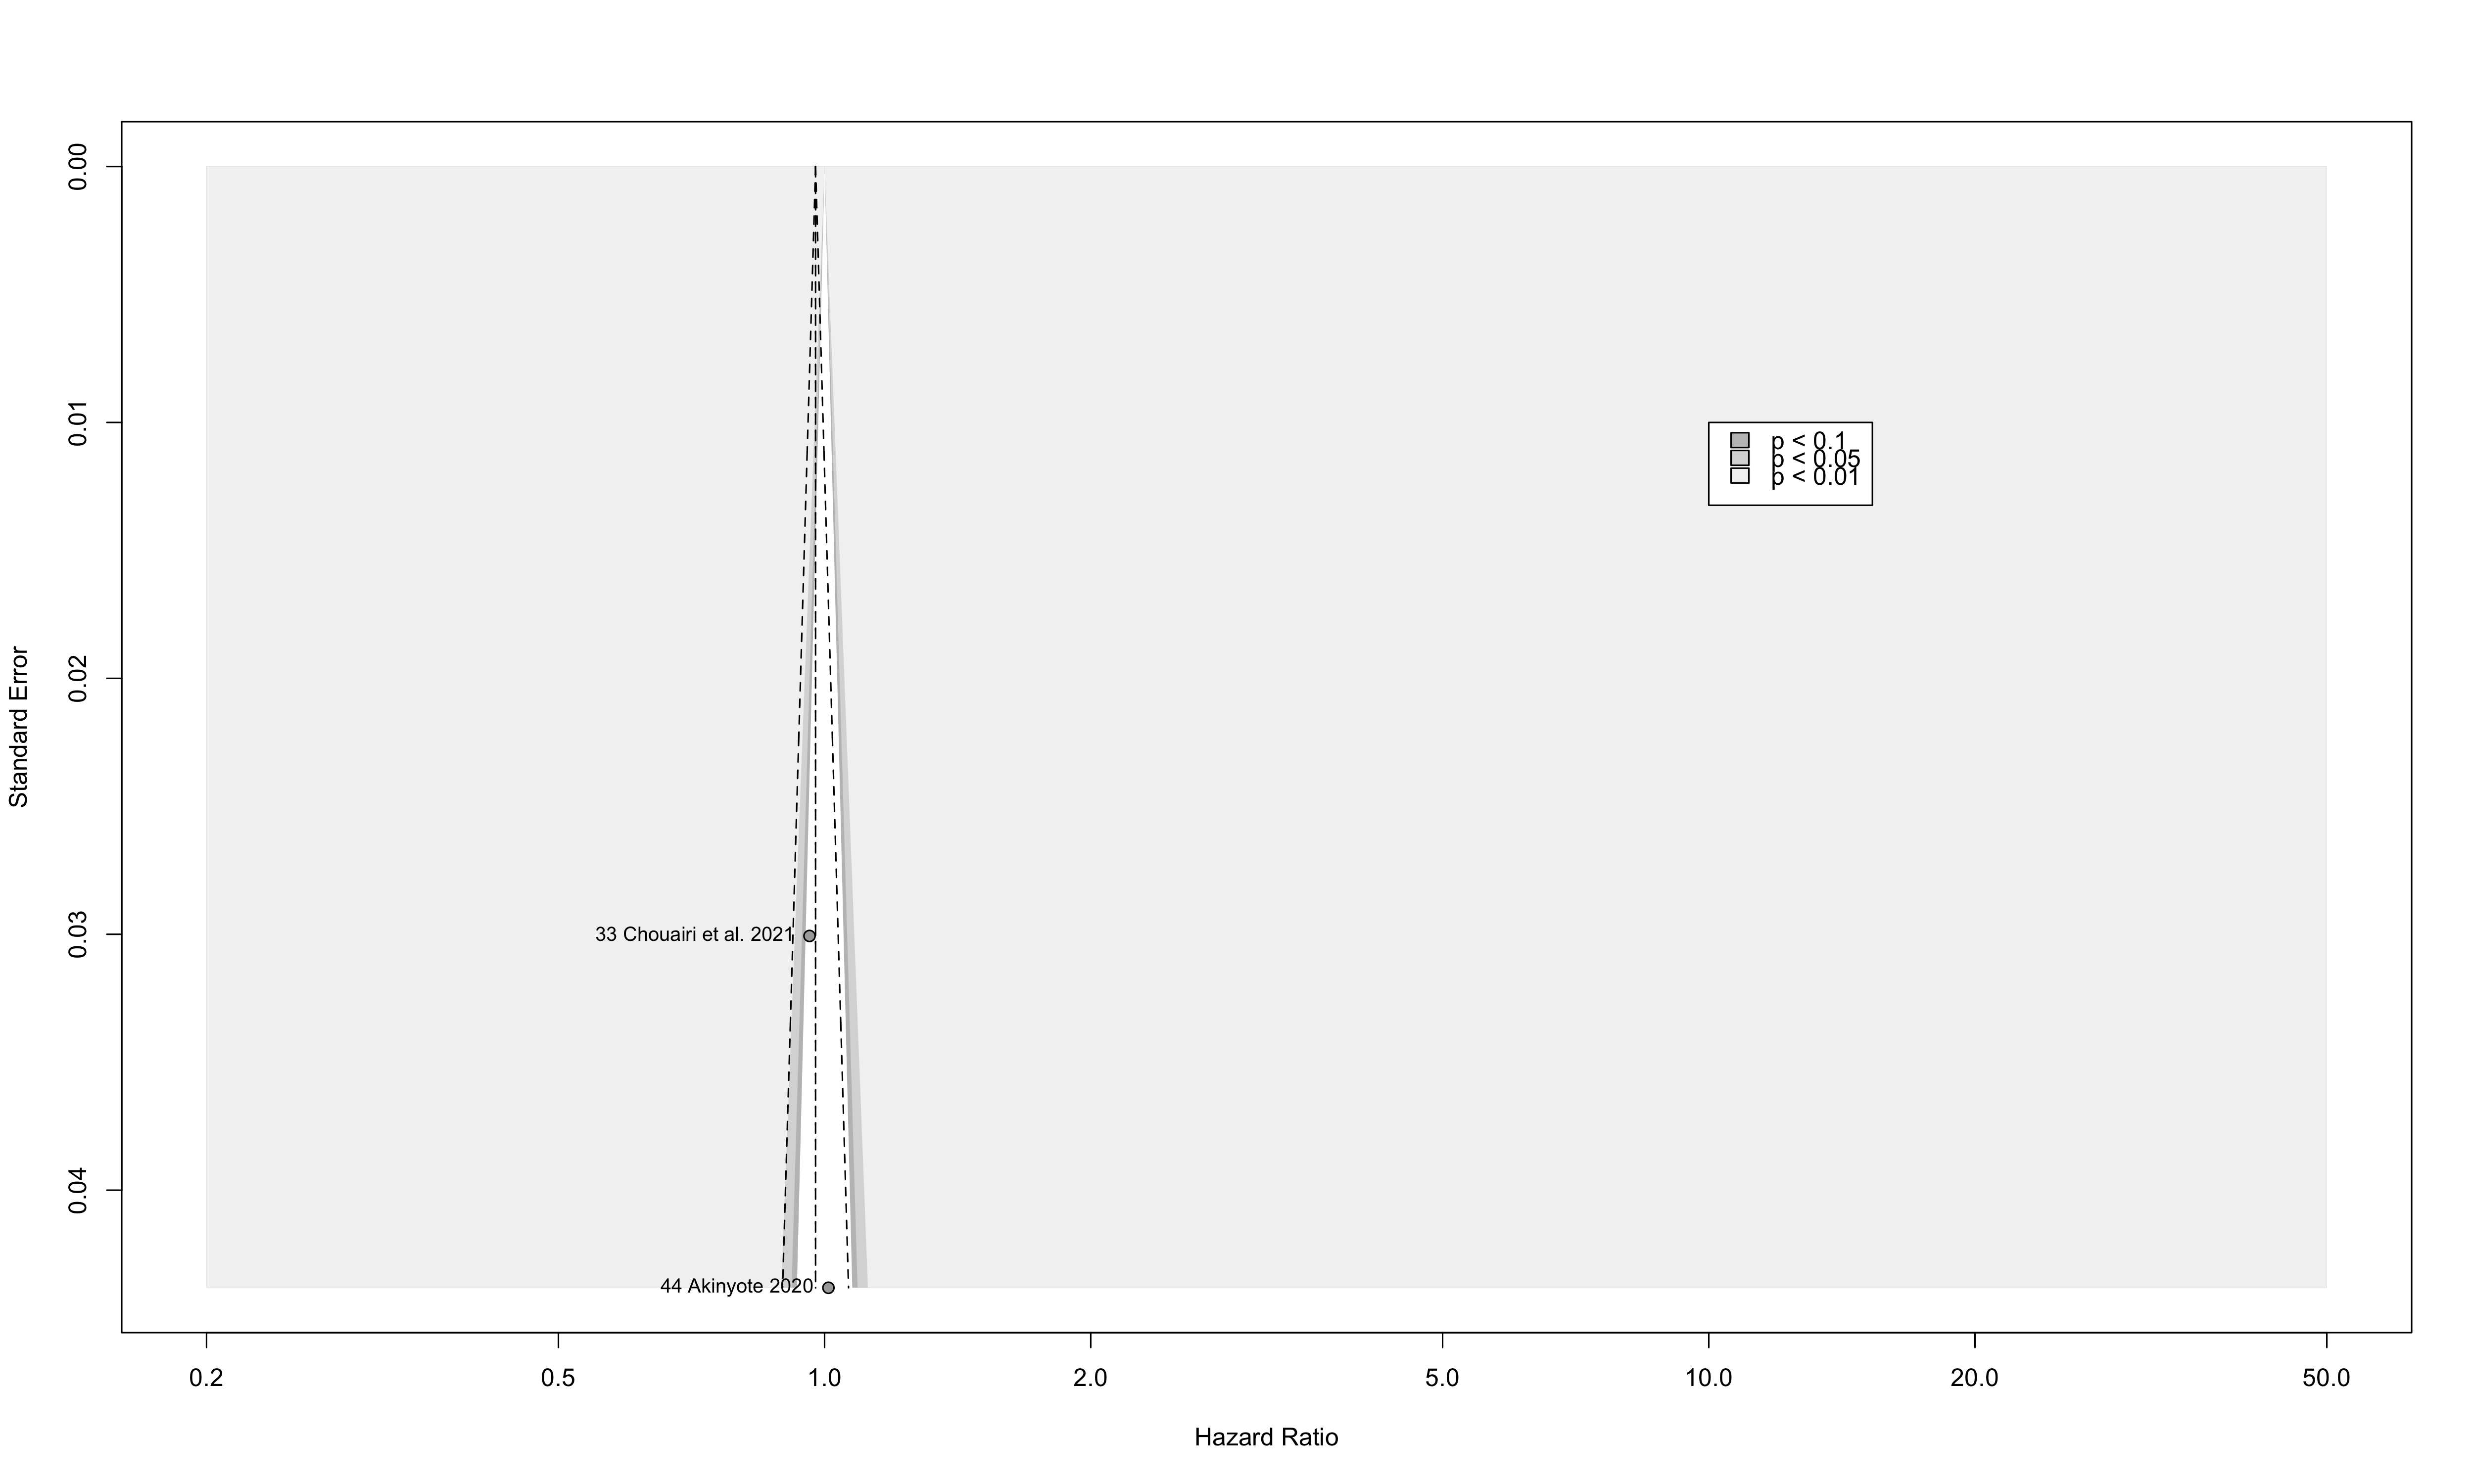 0.00
0.01
0.02
0.03
0.04
Standard Error
p < 0.1
p < 0.05
p < 0.01
33 Chouairi et al. 2021
44 Akinyote 2020
0.2 0.5 1.0 2.0 5.0 10.0 20.0 50.0
Hazard Ratio